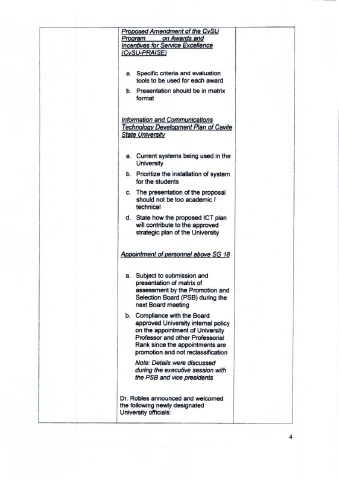 Proposed Amendment of the CvSU
Program on Awards and
Incentives for Service Excellence
(CvSU-PRAISE)
a. Specific criteria and evaluation
tools to be used for each award
b. Presentation should be in matrix
format
Information and Communications
Technology Development Plan of Cavite
State University
a. Current systems being used in the
University
b. Prioritize the installation of system
for the students
c. The presentation of the proposal
should not be too academic /
technical
d. State how the proposed ICT plan
will contribute to the approved
strategic plan of the University
Appointment of personnel above SG 18
a. Subject to submission and
presentation of matrix of
assessment by the Promotion and
Selection Board (PSB) during the
next Board meeting
b. Compliance with the Board
approved University internal policy
on the appointment of University
Professor and other Professorial
Rank since the appointments are
promotion and not reclassification
Note: Details were discussed
during the executive session with
the PSB and vice presidents
Dr. Robles announced and welcomed
the following newly designated
University officials:
4